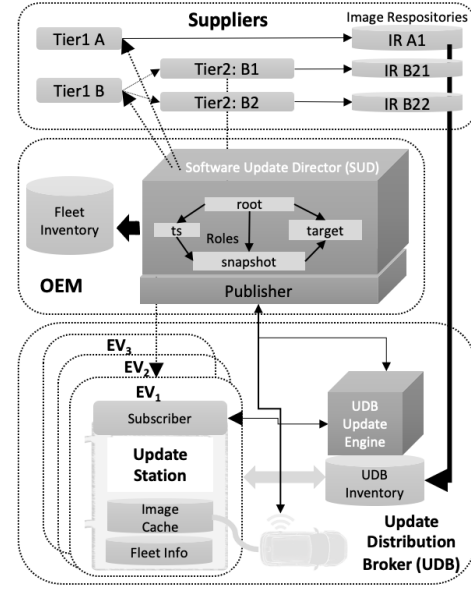 Suppliers
Image Respositories
Tier1 A
IR A1
Tier2: B1
IR B21
Tier1 B
Tier2: B2
IR B22
Software Update Director (SUD)
Fleet
Inventory
root
ts
Roles
target
snapshot
OEM
Publisher
EV3
EV2
EV1
Subscriber
UDB
Update
Engine
Update
Station
UDB
Inventory
Image
Cache
Fleet Info
Update
Distribution
Broker (UDB)